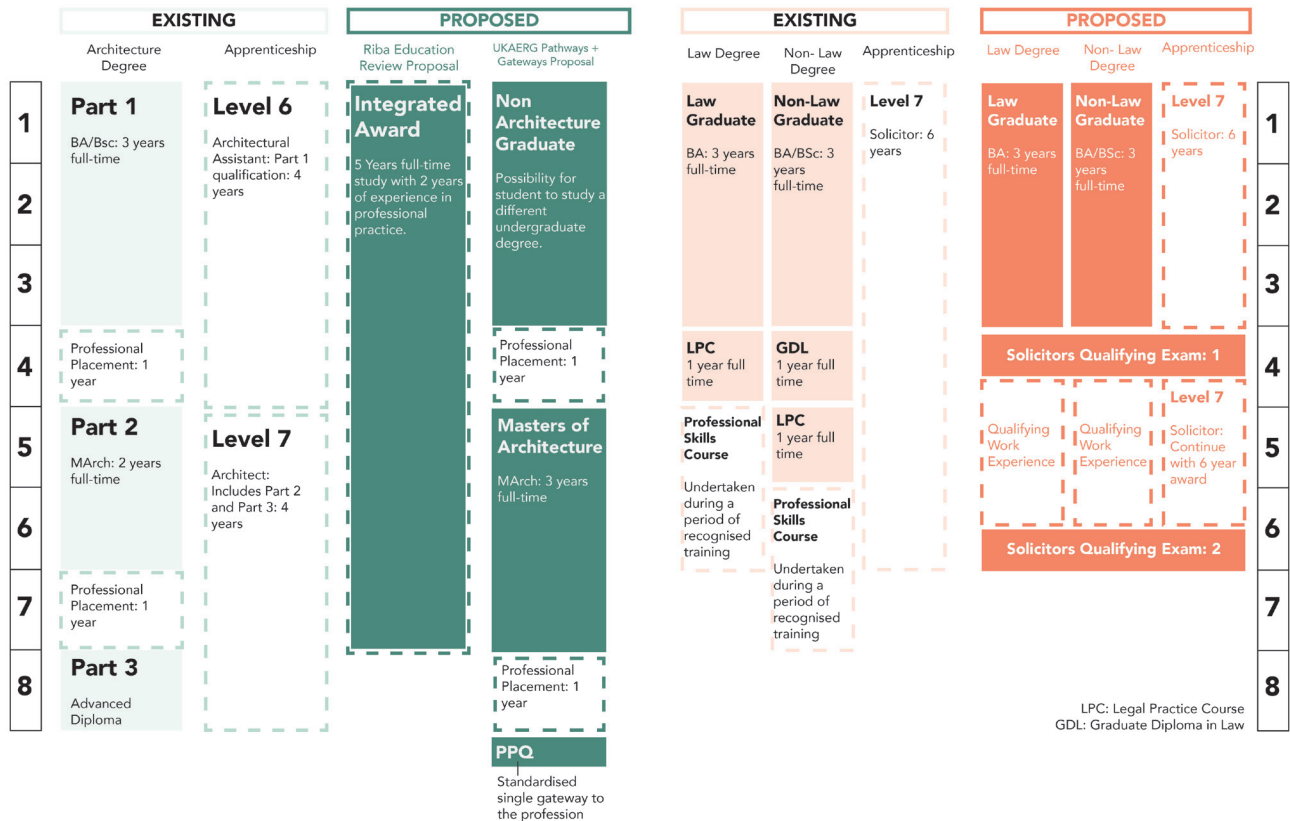 EXISTING
PROPOSED
Architecture
Degree
Apprenticeship
Riba Education
Review Proposal
UKAERG Pathways +
Gateways Proposal
1
2
3
4
5
6
7
8
Part 1
BA/Bsc: 3 years
full-time
Professional
Placement: 1
year
Part 2
MArch: 2 years
full-time
Professional
Placement: 1
year
Part 3
Advanced
Diploma
Level 6
Architectural
Assistant: Part 1
qualification: 4
years
Level 7
Architect:
Includes Part 2
and Part 3: 4
years
Integrated
Award
5 Years full-time
study with 2 years
of experience in
professional
practice.
Non
Architecture
Graduate
Possibility for
student to study a
different
undergraduate
degree.
Professional
Placement: 1
year
Masters of
Architecture
MArch: 3 years
full-time
Professional
Placement: 1
year
PPQ
Standardised
single gateway to
the profession
EXISTING
PROPOSED
Law Degree
Non- Law
Degree
Apprenticeship
Law Degree
Non- Law
Degree
Apprenticeship
Law
Graduate
BA: 3 years
full-time
LPC
1 year full
time
Professional
Skills
Course
Undertaken
during a
period of
recognised
training
Non-Law
Graduate
BA/BSc: 3
years
full-time
GDL
1 year full
time
LPC
1 year full
time
Professional
Skills
Course
Undertaken
during a
period of
recognised
training
Level 7
Solicitor: 6
years
Law
Graduate
BA: 3 years
full-time
Non-Law
Graduate
BA/BSc: 3
years
full-time
Level 7
Solicitor: 6
years
Solicitors Qualifying Exam: 1
Qualifying
Work
Experience
Qualifying
Work
Experience
Level 7
Solicitor:
Continue
with 6 year
award
Solicitors Qualifying Exam: 2
1
2
3
4
5
6
7
8
LPC: Legal Practice Course
GDL: Graduate Diploma in Law